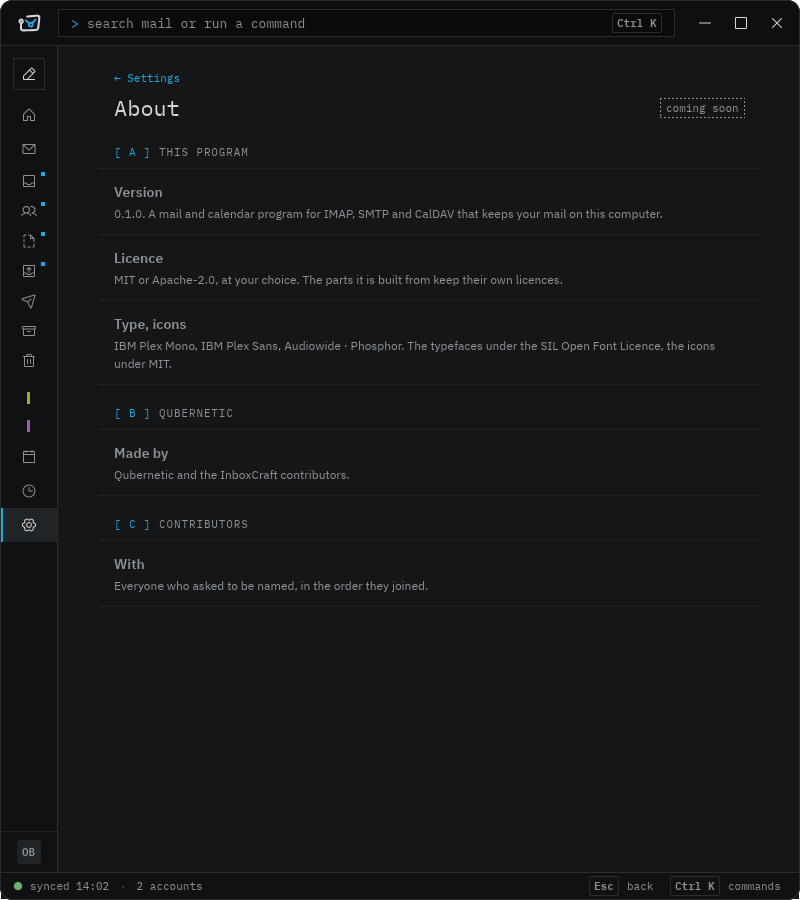 > search mail or run a command Ctrl K
← Settings
About
coming soon
[ A ] THIS PROGRAM
Version
0.1.0. A mail and calendar program for IMAP, SMTP and CalDAV that keeps your mail on this computer.
Licence
MIT or Apache-2.0, at your choice. The parts it is built from keep their own licences.
Type, icons
IBM Plex Mono, IBM Plex Sans, Audiowide · Phosphor. The typefaces under the SIL Open Font Licence, the icons
under MIT.
[ B ] QUBERNETIC
Made by
Qubernetic and the InboxCraft contributors.
[ C ] CONTRIBUTORS
With
Everyone who asked to be named, in the order they joined.
OB
synced 14:02 · 2 accounts
Esc back Ctrl K commands